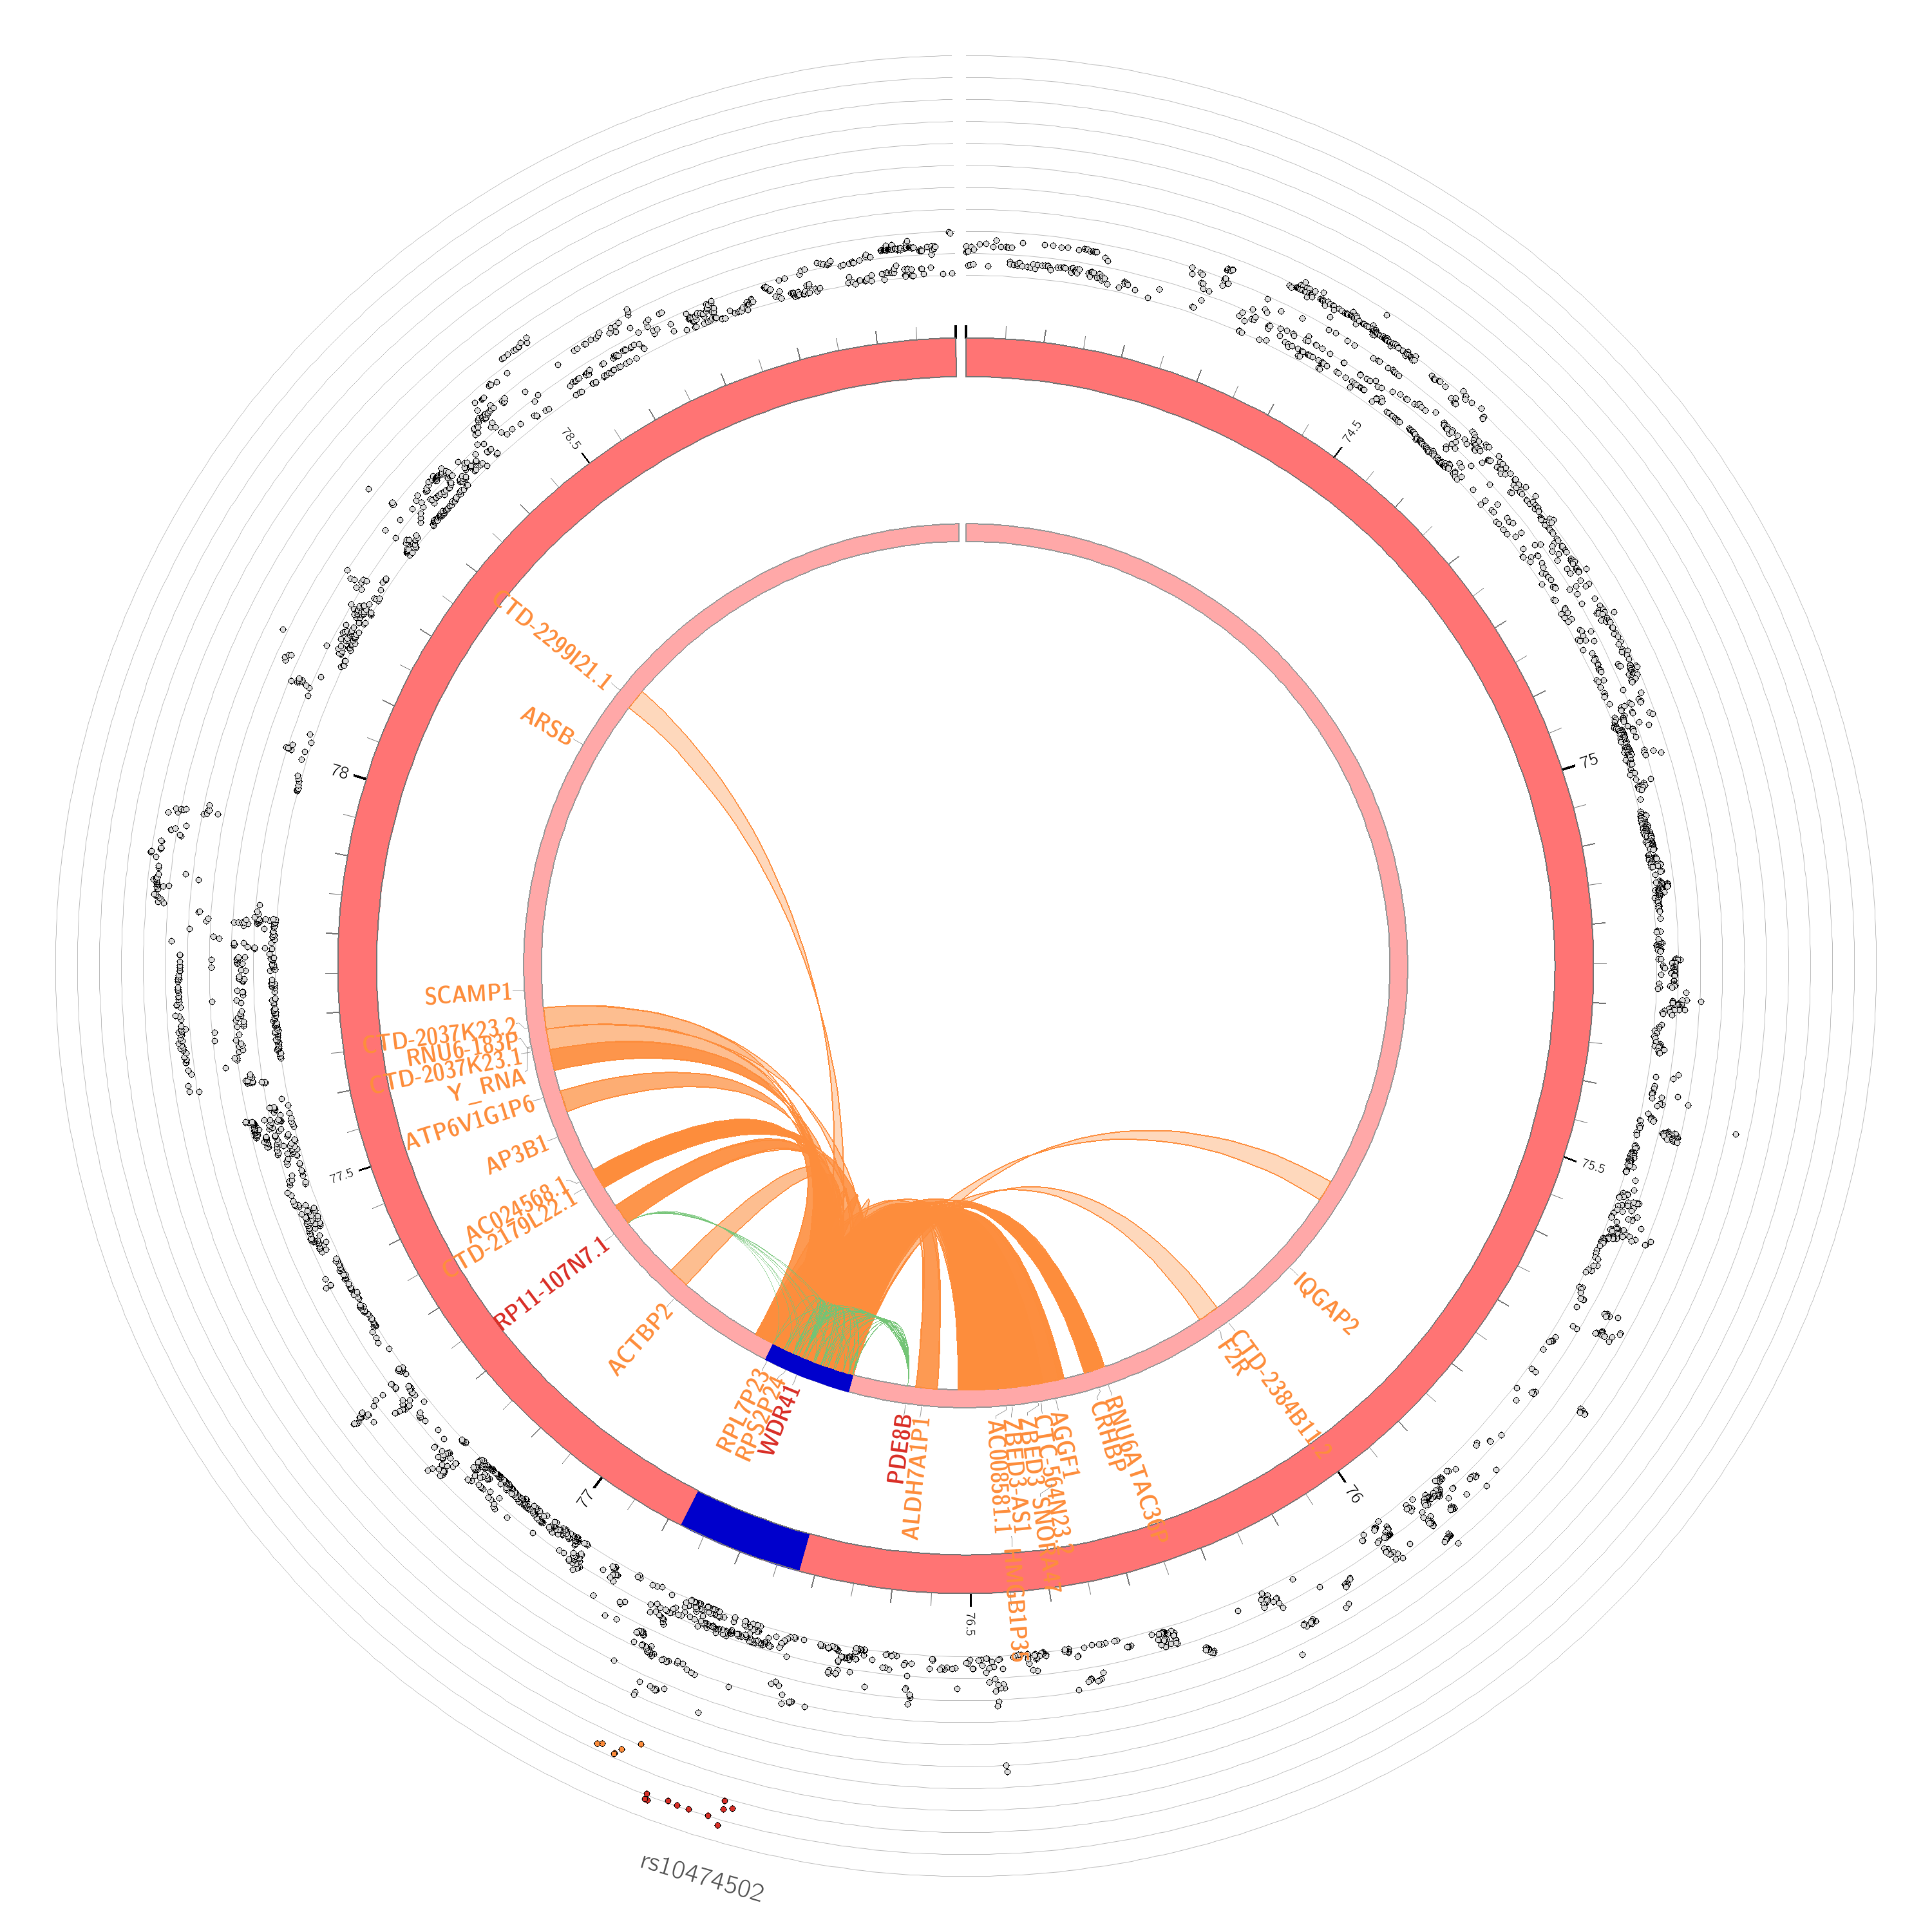 74.5
75
75.5
76
76.5
77
77.5
78
78.5
CTD-2299I21.1
ARSB
SCAMP1
CTD-2037K23.2
RNU6-183P
CTD-2037K23.1
Y_RNA
ATP6V1G1P6
AP3B1
AC024568.1
CTD-2179L22.1
RP11-107N7.1
ACTBP2
RPL7P23
RPS2P24
WDR41
PDE8B
ALDH7A1P1
AC008581.1
ZBED3-AS1
HMGB1P35
ZBED3
SNORA47
CTC-564N23.2
AGGF1
CRHBP
RNU6ATAC36P
F2R
CTD-2384B11.2
IQGAP2
rs10474502